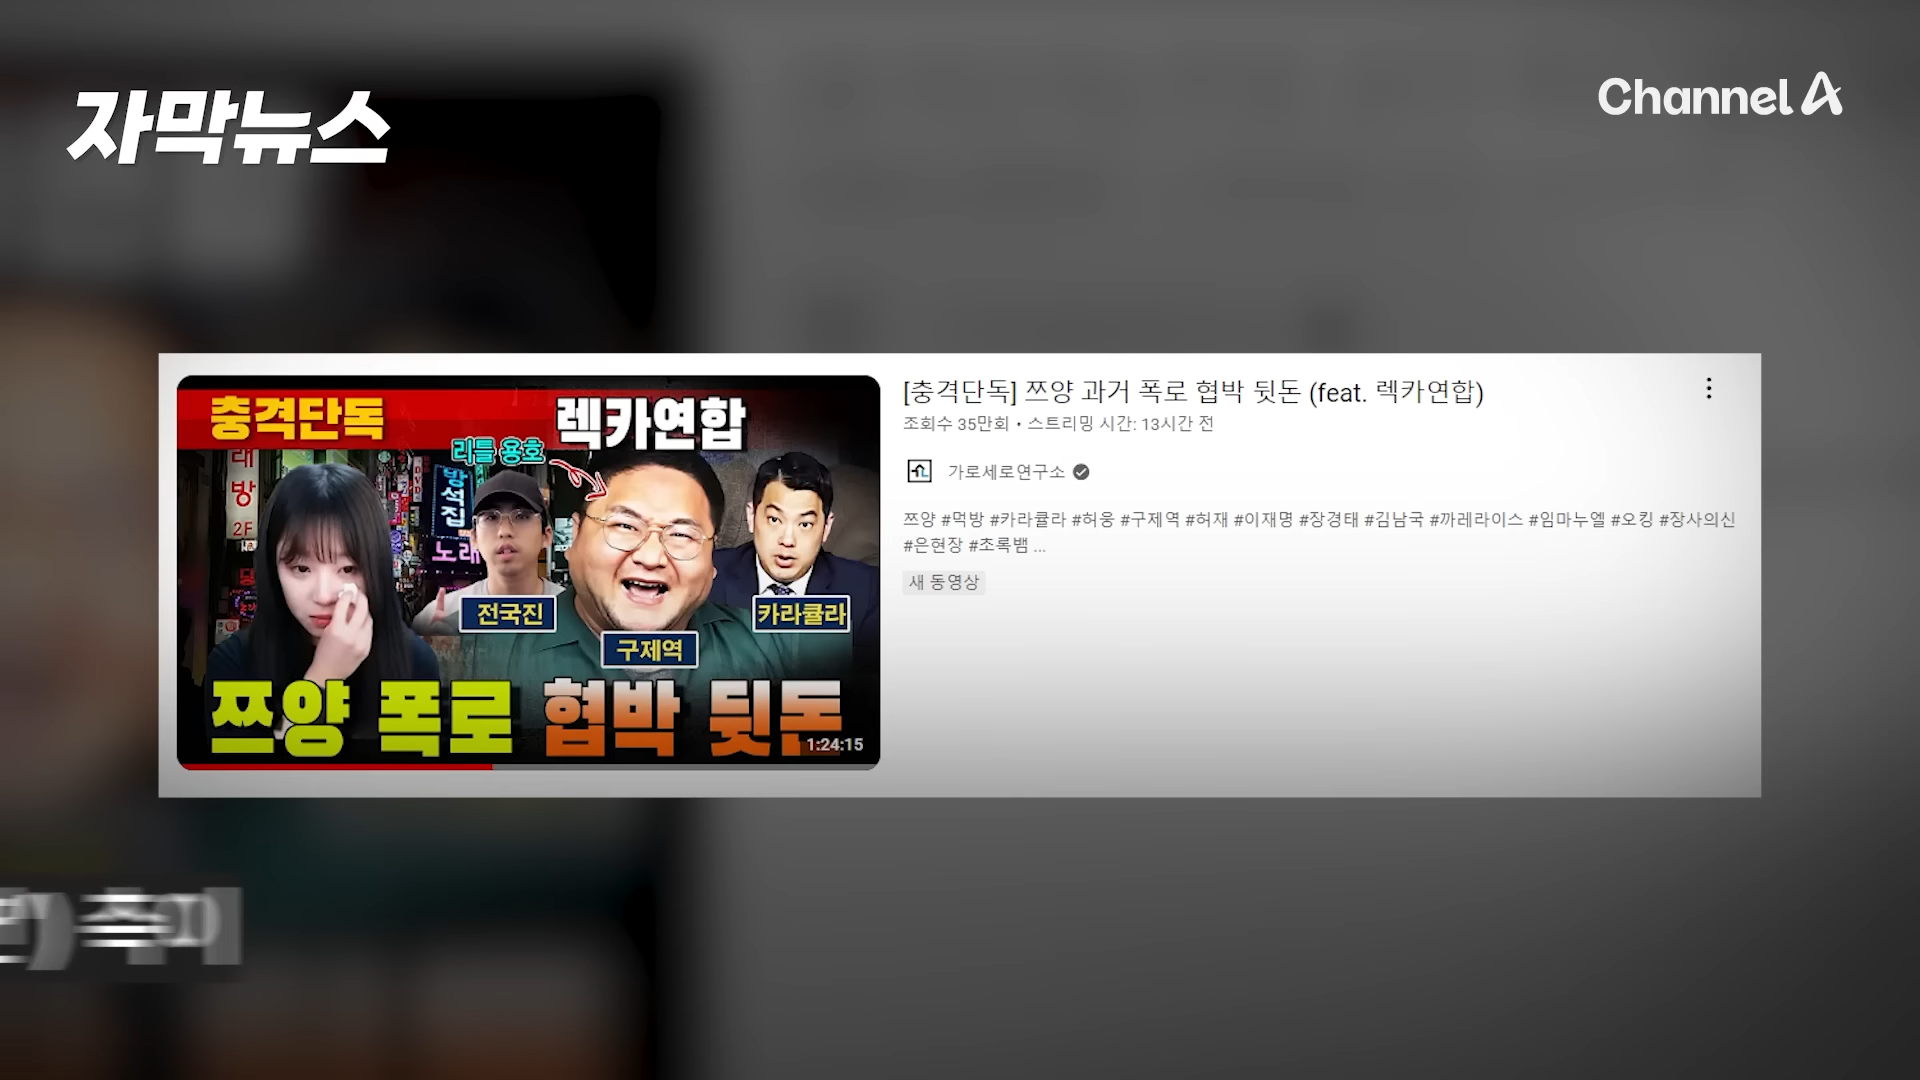 자막뉴스
Channel A
충격단독
렉카연합
리틀 용호
래
방
2F
방석집
노래
전국진
구제역
카라큘라
쯔양 폭로 협박 뒷돈
1:24:15
[충격단독] 쯔양 과거 폭로 협박 뒷돈 (feat. 렉카연합)
조회수 35만회 • 스트리밍 시간: 13시간 전
가로세로연구소
쯔양 #먹방 #카라큘라 #허웅 #구제역 #허재 #이재명 #장경태 #김남국 #까레라이스 #임마누엘 #오킹 #장사의신
#은현장 #초록뱀 ...
새 동영상